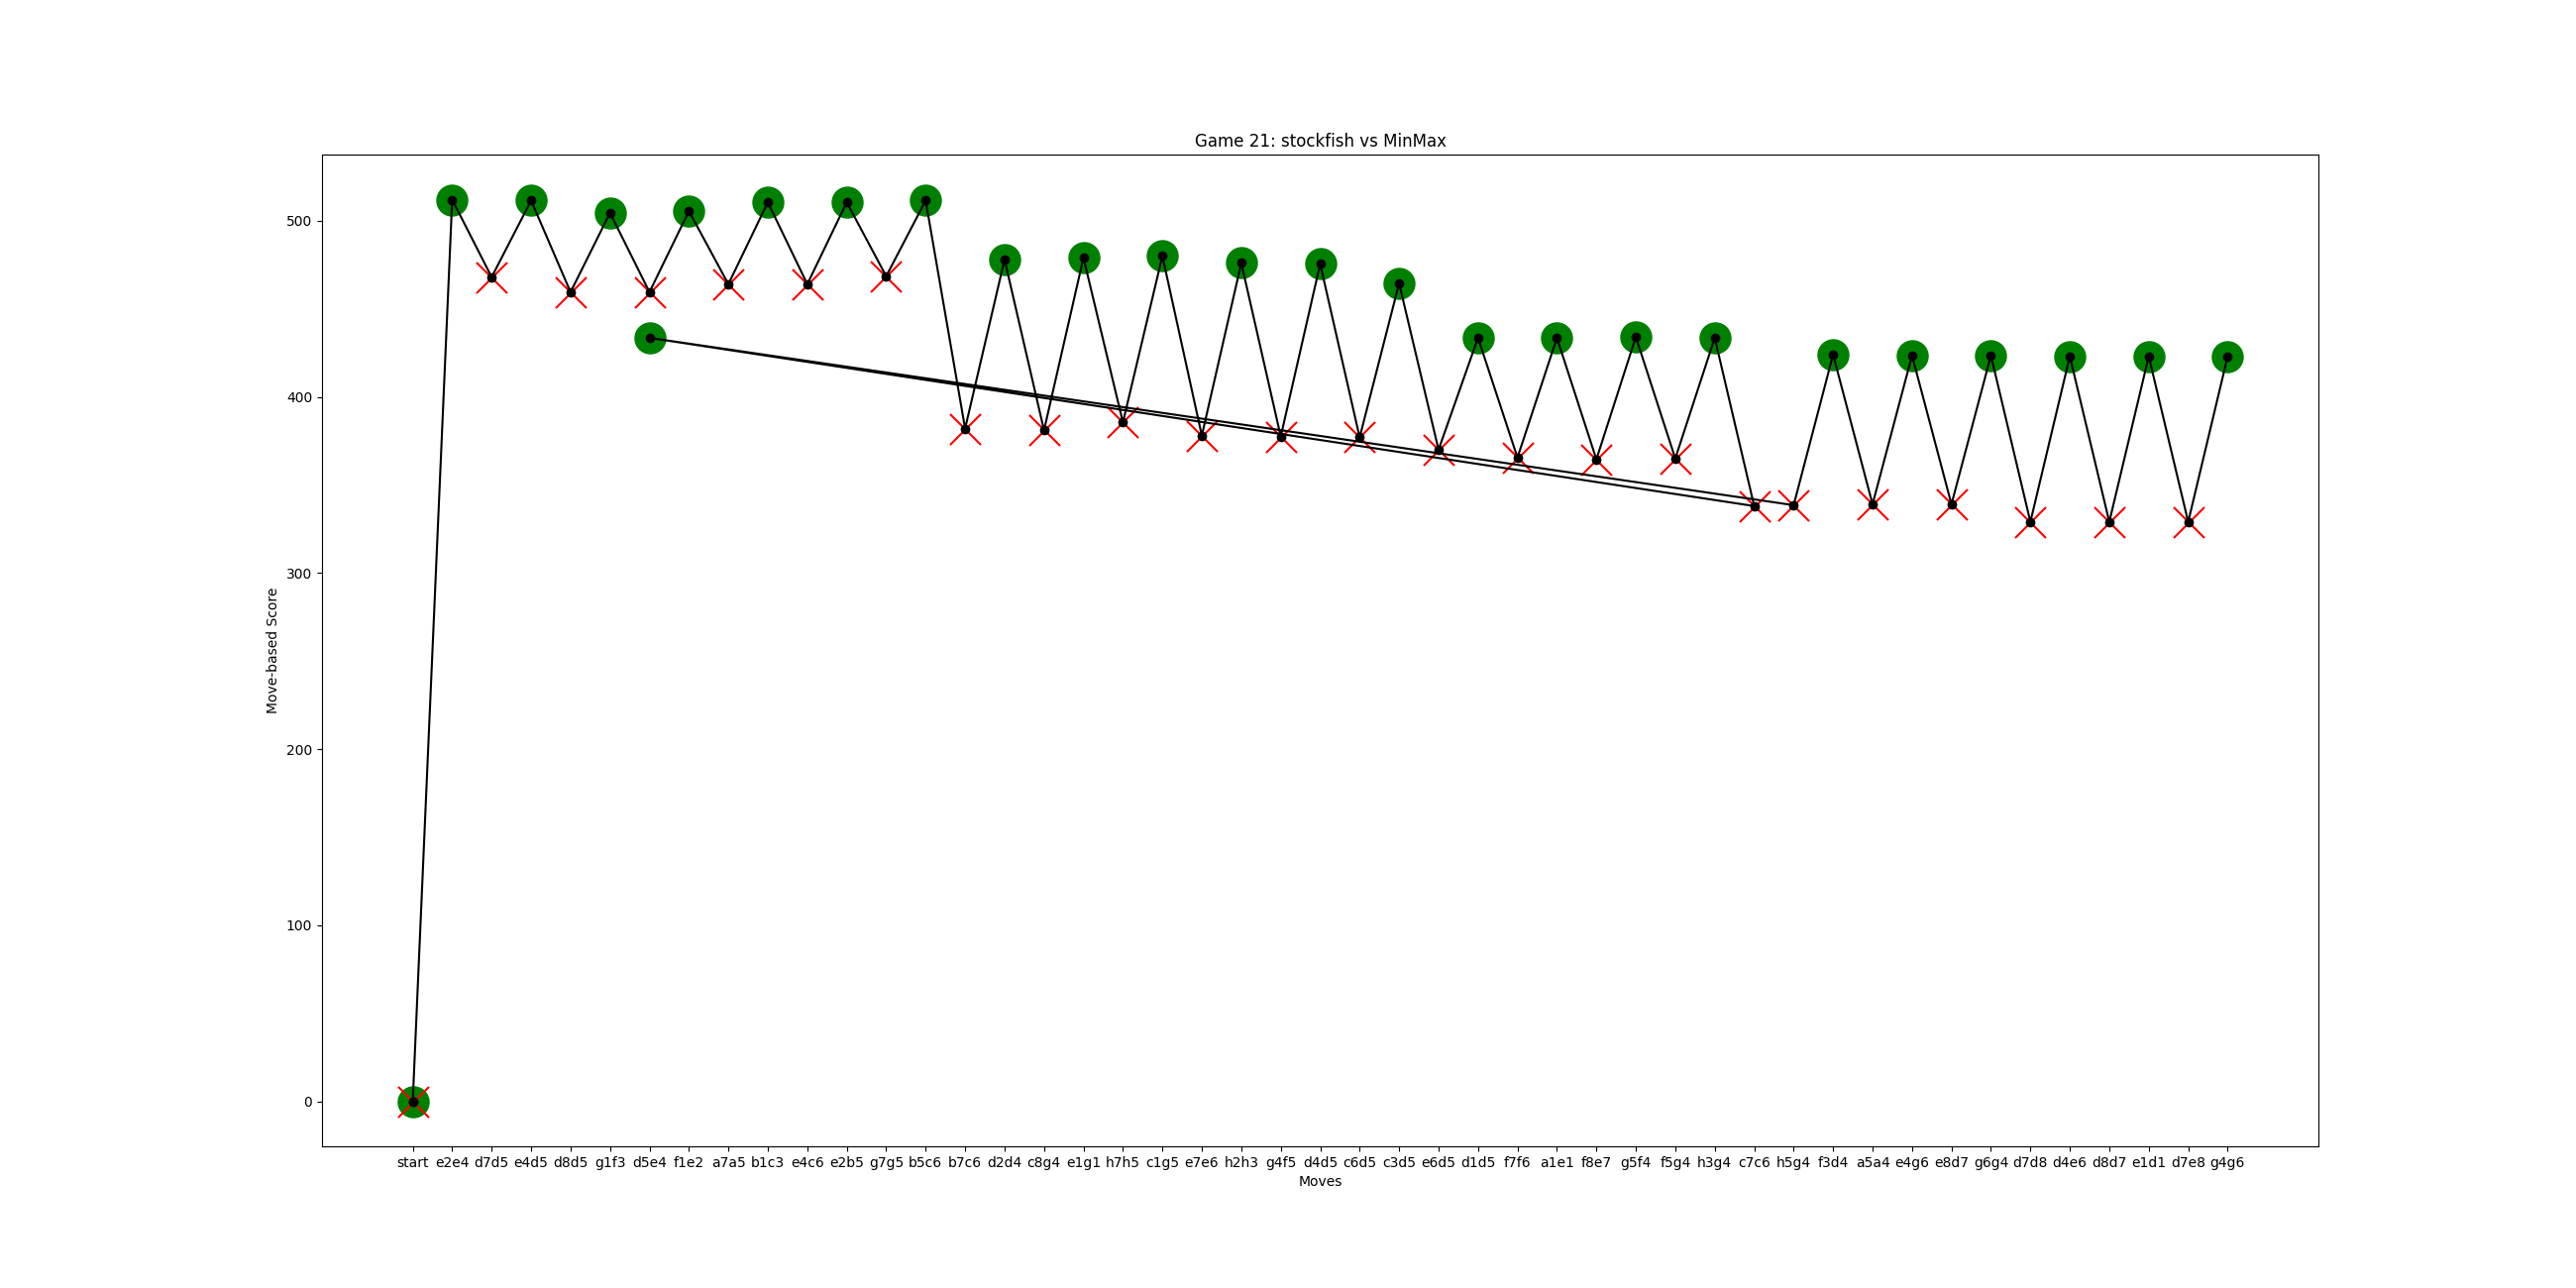 Game 21: stockfish vs MinMax
Move-based Score
500
400
300
200
100
0
start e2e4 d7d5 e4d5 d8d5 g1f3 d5e4 f1e2 a7a5 b1c3 e4c6 e2b5 g7g5 b5c6 b7c6 d2d4 c8g4 e1g1 h7h5 c1g5 e7e6 h2h3 g4f5 d4d5 c6d5 c3d5 e6d5 d1d5 f7f6 a1e1 f8e7 g5f4 f5g4 h3g4 c7c6 h5g4 f3d4 a5a4 e4g6 e8d7 g6g4 d7d8 d4e6 d8d7 e1d1 d7e8 g4g6
Moves